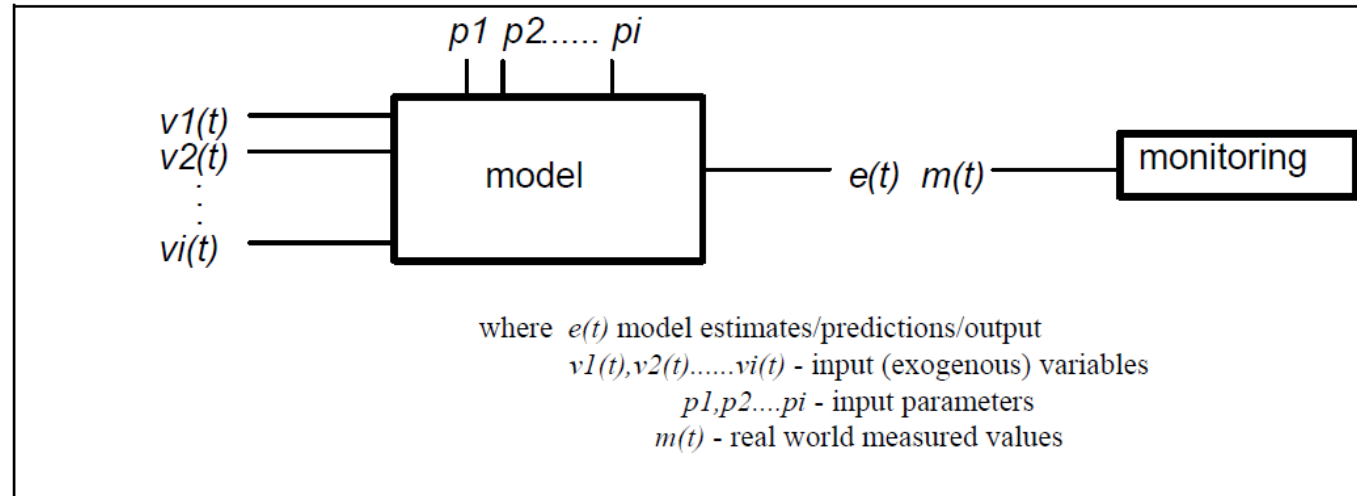 p1 p2...... pi
v1(t)
v2(t)
.
.
.
vi(t)
model
e(t) m(t)
monitoring
where e(t) model estimates/predictions/output
v1(t),v2(t)......vi(t) - input (exogenous) variables
p1,p2....pi - input parameters
m(t) - real world measured values